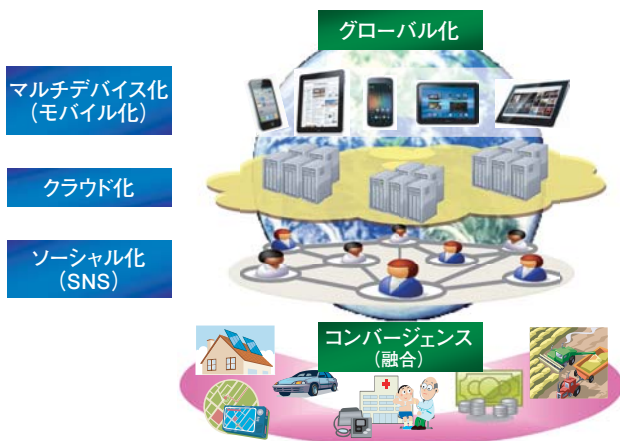 グローバル化
マルチデバイス化
（モバイル化）
クラウド化
ソーシャル化
（SNS）
コンバージェンス
（融合）